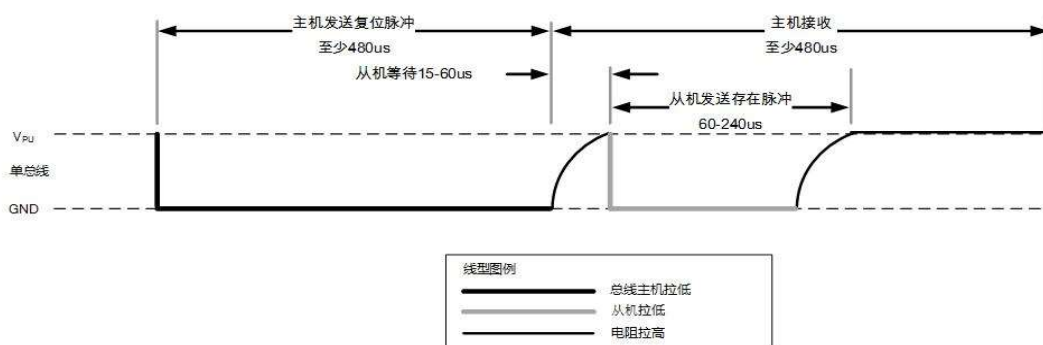 主机发送复位脉冲
至少480us
主机接收
至少480us
从机等待15-60us
从机发送存在脉冲
60-240us
VPU
单总线
GND
线型图例
总线主机拉低
从机拉低
电阻拉高